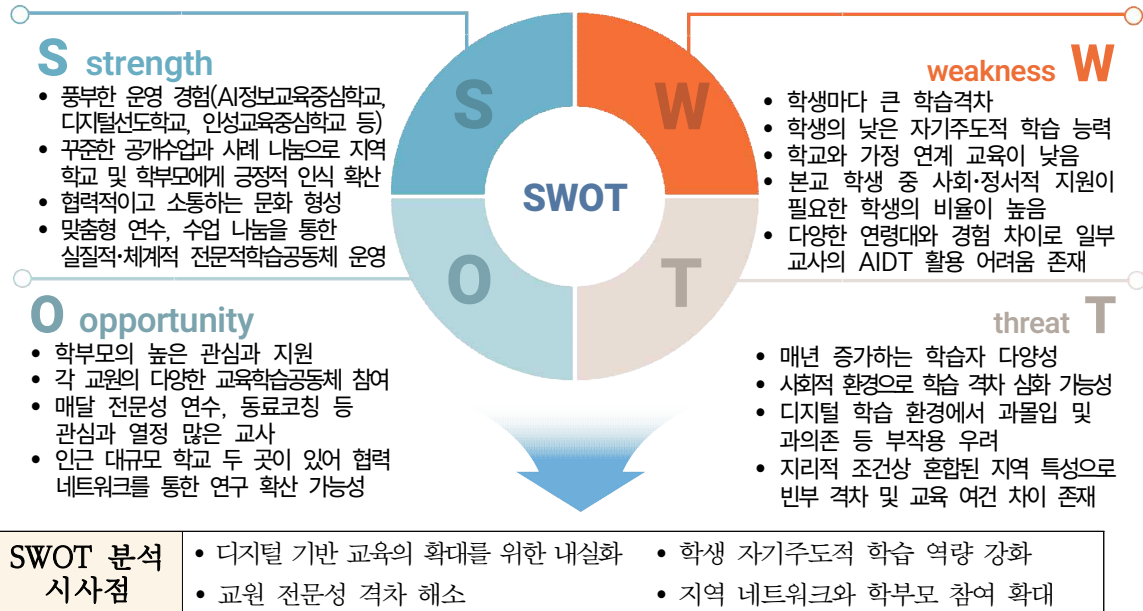 S strength
• 풍부한 운영 경험(AI정보교육중심학교,
디지털선도학교, 인성교육중심학교 등)
• 꾸준한 공개수업과 사례 나눔으로 지역
학교 및 학부모에게 긍정적 인식 확산
• 협력적이고 소통하는 문화 형성
• 맞춤형 연수, 수업 나눔을 통한
실질적·체계적 전문적학습공동체 운영
weakness W
• 학생마다 큰 학습격차
• 학생의 낮은 자기주도적 학습 능력
• 학교와 가정 연계 교육이 낮음
• 본교 학생 중 사회·정서적 지원이
필요한 학생의 비율이 높음
• 다양한 연령대와 경험 차이로 일부
교사의 AIDT 활용 어려움 존재
S
W
SWOT
O
T
O opportunity
• 학부모의 높은 관심과 지원
• 각 교원의 다양한 교육학습공동체 참여
• 매달 전문성 연수, 동료코칭 등
관심과 열정 많은 교사
• 인근 대규모 학교 두 곳이 있어 협력
네트워크를 통한 연구 확산 가능성
threat T
• 매년 증가하는 학습자 다양성
• 사회적 환경으로 학습 격차 심화 가능성
• 디지털 학습 환경에서 과몰입 및
과의존 등 부작용 우려
• 지리적 조건상 혼합된 지역 특성으로
빈부 격차 및 교육 여건 차이 존재
SWOT 분석
시사점
• 디지털 기반 교육의 확대를 위한 내실화
• 학생 자기주도적 학습 역량 강화
• 교원 전문성 격차 해소
• 지역 네트워크와 학부모 참여 확대